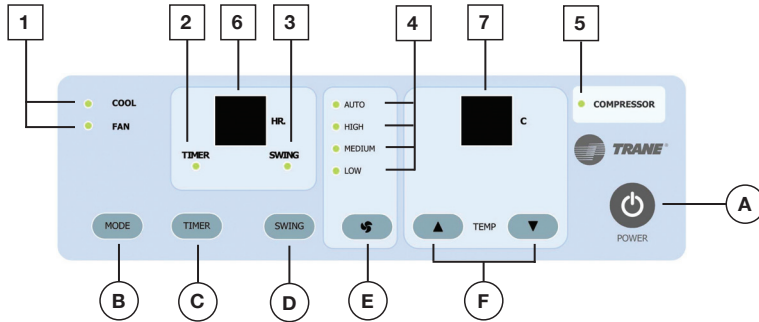 1 2 6 3 4 7 5
COOL
FAN
HR.
TIMER SWING
AUTO
HIGH
MEDIUM
LOW
C
COMPRESSOR
TRANE®
MODE TIMER SWING TEMP
POWER
A
B C D E F